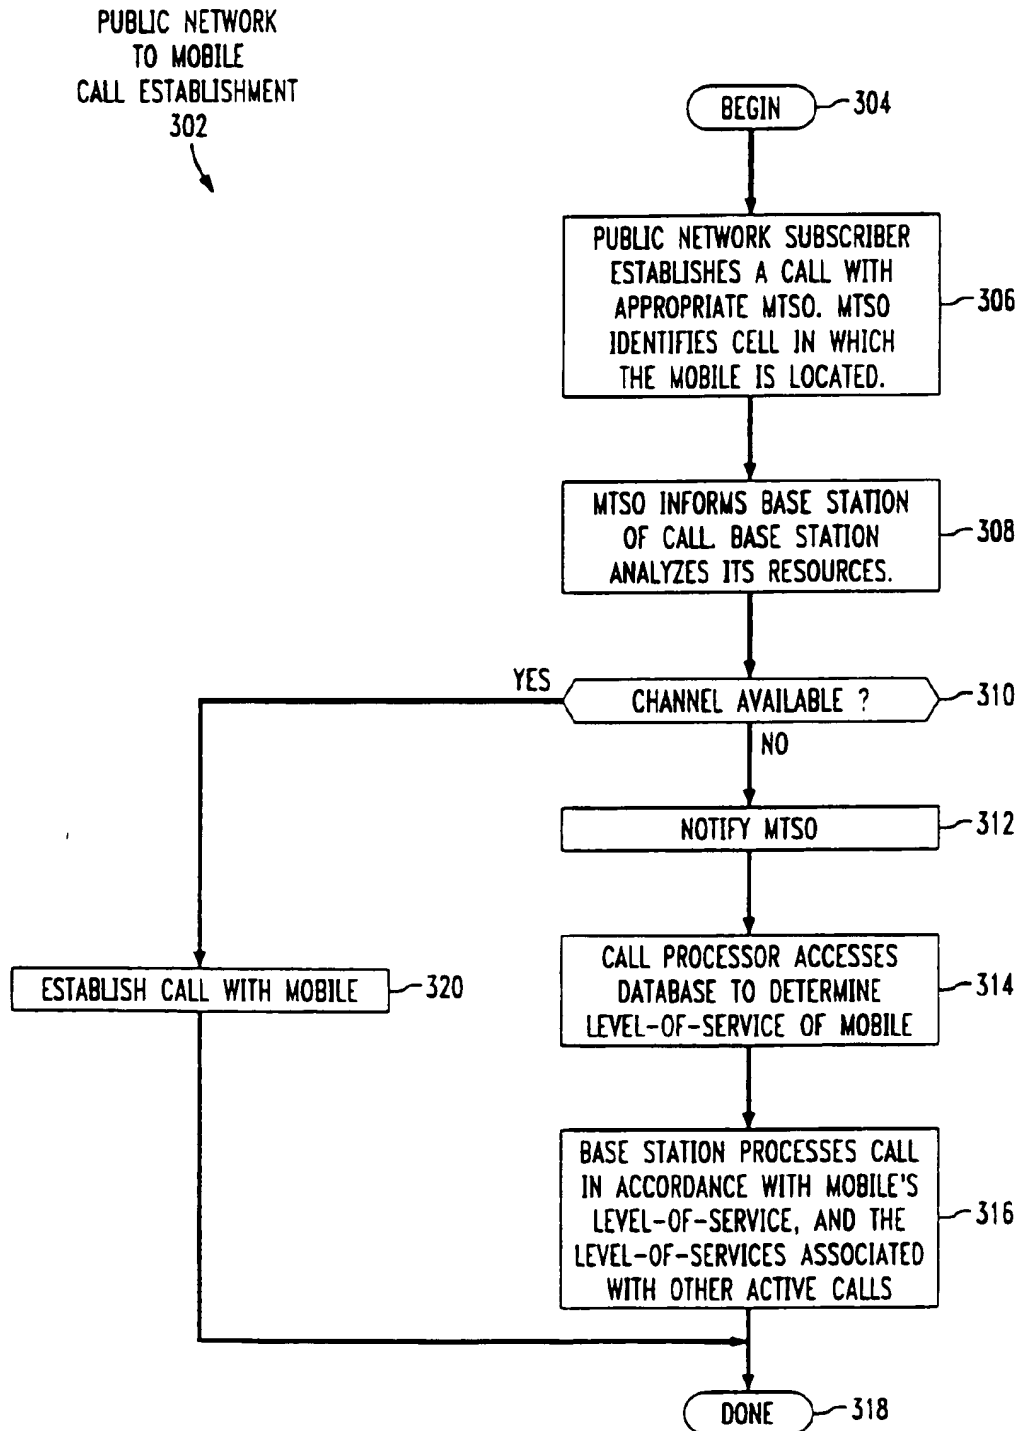 PUBLIC NETWORK
TO MOBILE
CALL ESTABLISHMENT
302
BEGIN
304
PUBLIC NETWORK SUBSCRIBER
ESTABLISHES A CALL WITH
APPROPRIATE MTSO. MTSO
IDENTIFIES CELL IN WHICH
THE MOBILE IS LOCATED.
306
MTSO INFORMS BASE STATION
OF CALL. BASE STATION
ANALYZES ITS RESOURCES.
308
YES
CHANNEL AVAILABLE ?
310
NO
NOTIFY MTSO
312
CALL PROCESSOR ACCESSES
DATABASE TO DETERMINE
LEVEL-OF-SERVICE OF MOBILE
314
ESTABLISH CALL WITH MOBILE
320
BASE STATION PROCESSES CALL
IN ACCORDANCE WITH MOBILE'S
LEVEL-OF-SERVICE, AND THE
LEVEL-OF-SERVICES ASSOCIATED
WITH OTHER ACTIVE CALLS
316
DONE
318